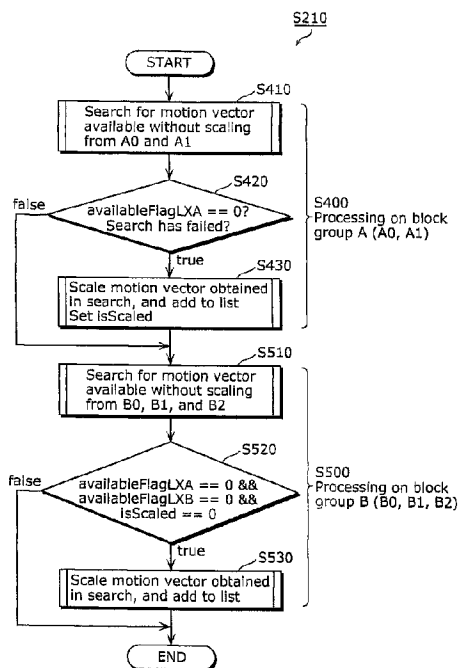 S210
START
S410
Search for motion vector
available without scaling
from A0 and A1
S420
false
availableFlagLXA == 0?
Search has failed?
true
S400
Processing on block
group A (A0, A1)
S430
Scale motion vector obtained
in search, and add to list
Set isScaled
S510
Search for motion vector
available without scaling
from B0, B1, and B2
S520
false
availableFlagLXA == 0 &&
availableFlagLXB == 0 &&
isScaled == 0
true
S500
Processing on block
group B (B0, B1, B2)
S530
Scale motion vector obtained
in search, and add to list
END